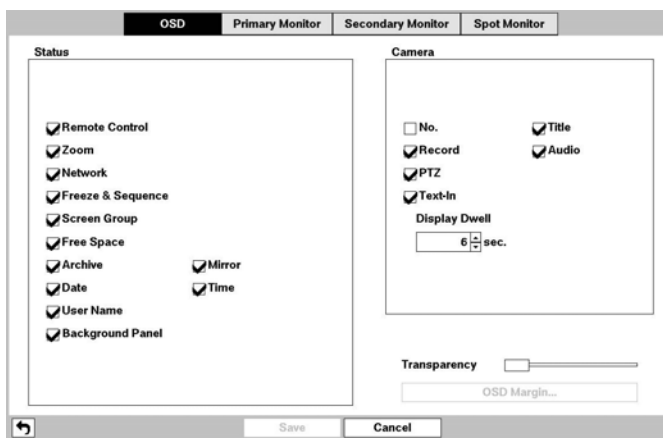 OSD Primary Monitor Secondary Monitor Spot Monitor
Status
Remote Control
Zoom
Network
Freeze & Sequence
Screen Group
Free Space
Archive Mirror
Date Time
User Name
Background Panel
Camera
No. Title
Record Audio
PTZ
Text-In
Display Dwell
6 sec.
Transparency
OSD Margin...
Save Cancel